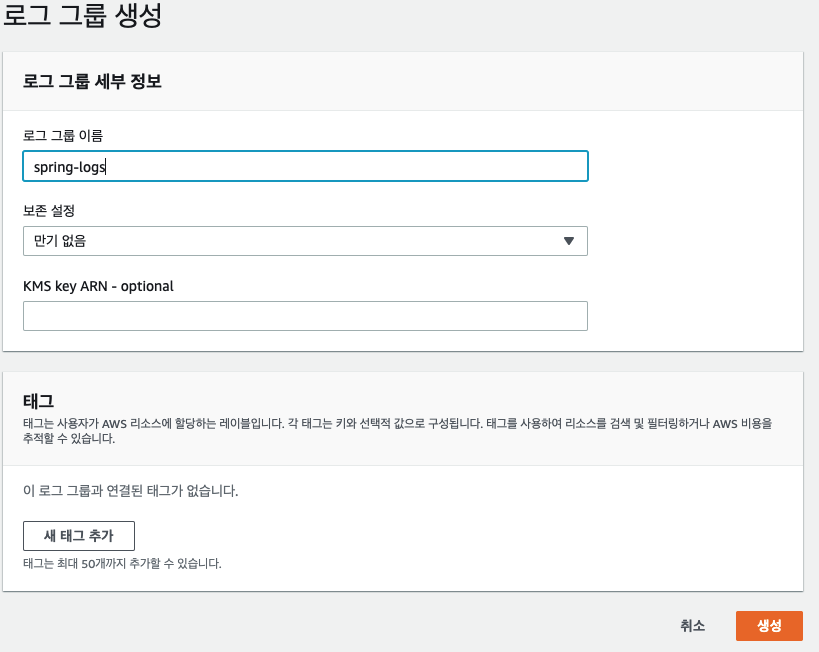 로그 그룹 생성
로그 그룹 세부 정보
로그 그룹 이름
spring-logs
보존 설정
만기 없음
KMS key ARN - optional
태그
태그는 사용자가 AWS 리소스에 할당하는 레이블입니다. 각 태그는 키와 선택적 값으로 구성됩니다. 태그를 사용하여 리소스를 검색 및 필터링하거나 AWS 비용을
추적할 수 있습니다.
이 로그 그룹과 연결된 태그가 없습니다.
새 태그 추가
태그는 최대 50개까지 추가할 수 있습니다.
취소
생성